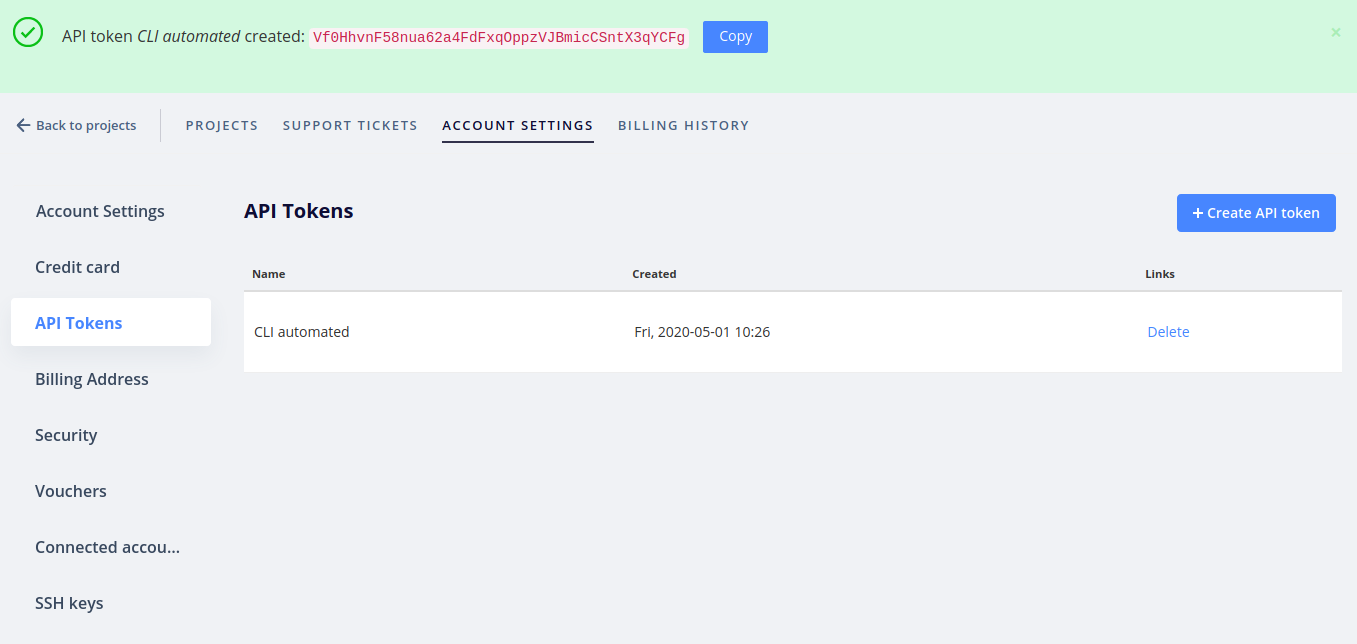 API token CLI automated created: Vf0HhvnF58nua62a4FdFxqOppzVJBmicCSntX3qYCFg Copy ×
Back to projects PROJECTS SUPPORT TICKETS ACCOUNT SETTINGS BILLING HISTORY
Account Settings
Credit card
API Tokens
Billing Address
Security
Vouchers
Connected accou...
SSH keys
API Tokens
+ Create API token
Name Created Links
CLI automated Fri, 2020-05-01 10:26 Delete